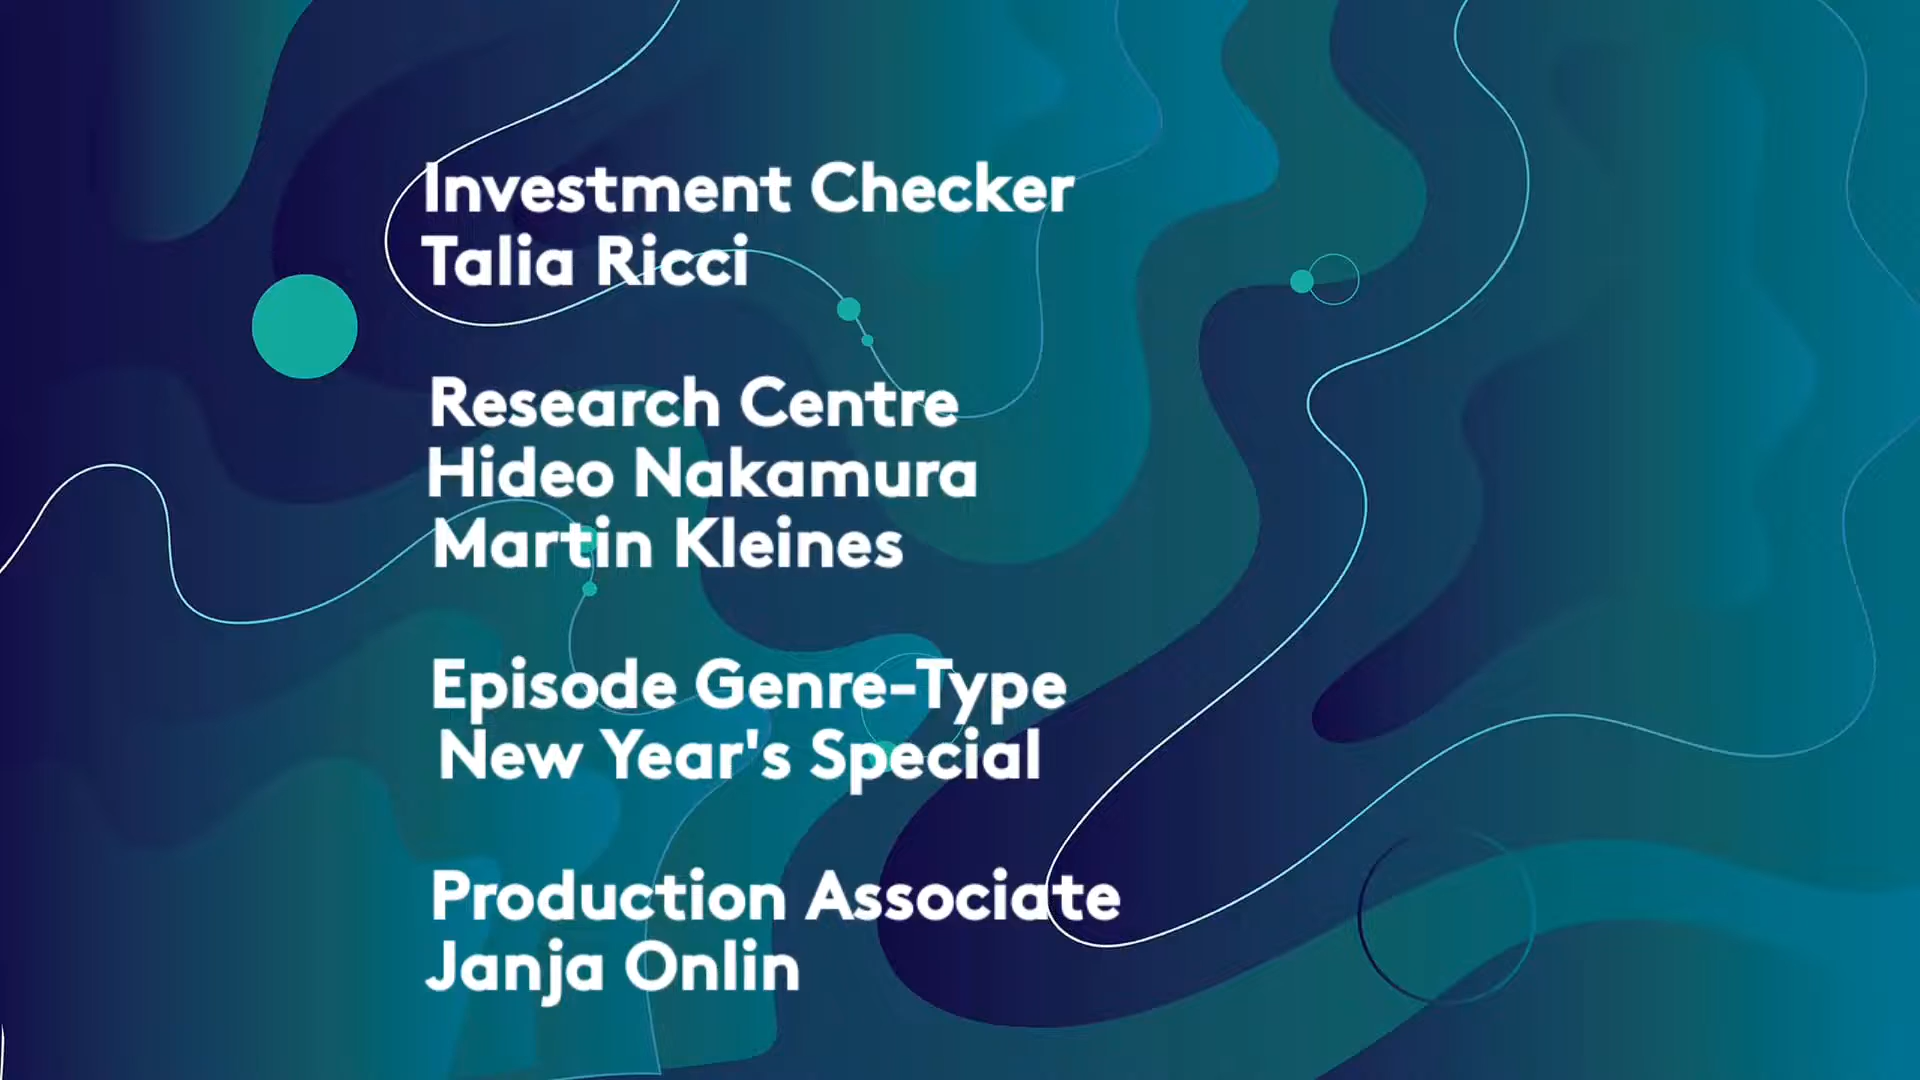 Investment Checker
Talia Ricci
Research Centre
Hideo Nakamura
Martin Kleines
Episode Genre-Type
New Year's Special
Production Associate
Janja Onlin